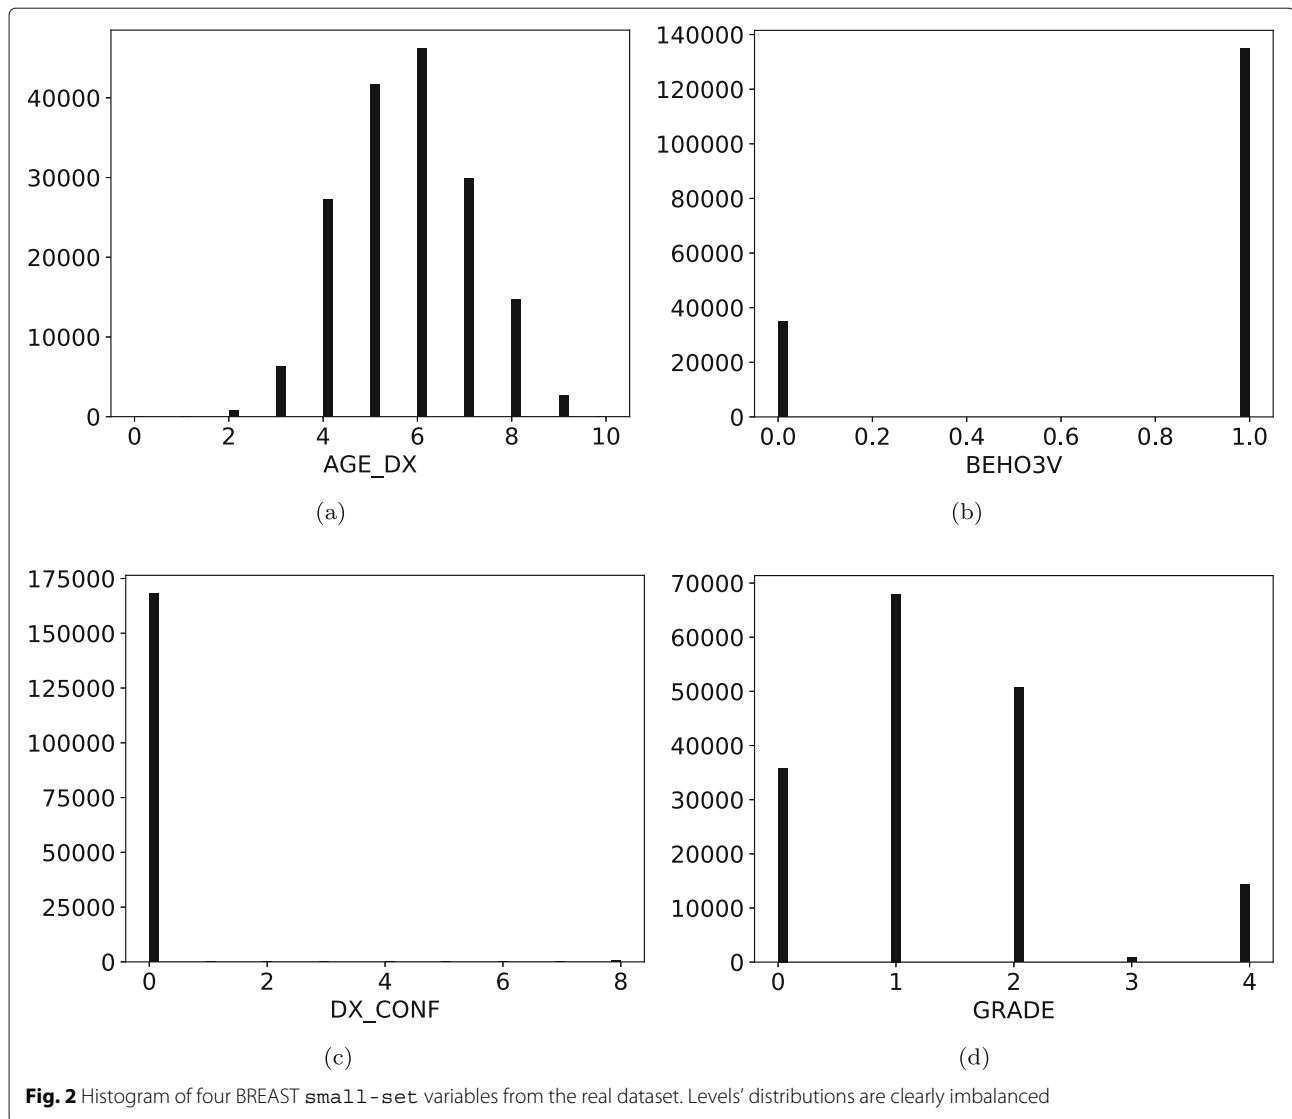 40000
30000
20000
10000
0
0 2 4 6 8 10
AGE_DX
(a)
140000
120000
100000
80000
60000
40000
20000
0
0.0 0.2 0.4 0.6 0.8 1.0
BEHO3V
(b)
175000
150000
125000
100000
75000
50000
25000
0
0 2 4 6 8
DX_CONF
(c)
70000
60000
50000
40000
30000
20000
10000
0
0 1 2 3 4
GRADE
(d)
Fig. 2 Histogram of four BREAST small-set variables from the real dataset. Levels’ distributions are clearly imbalanced